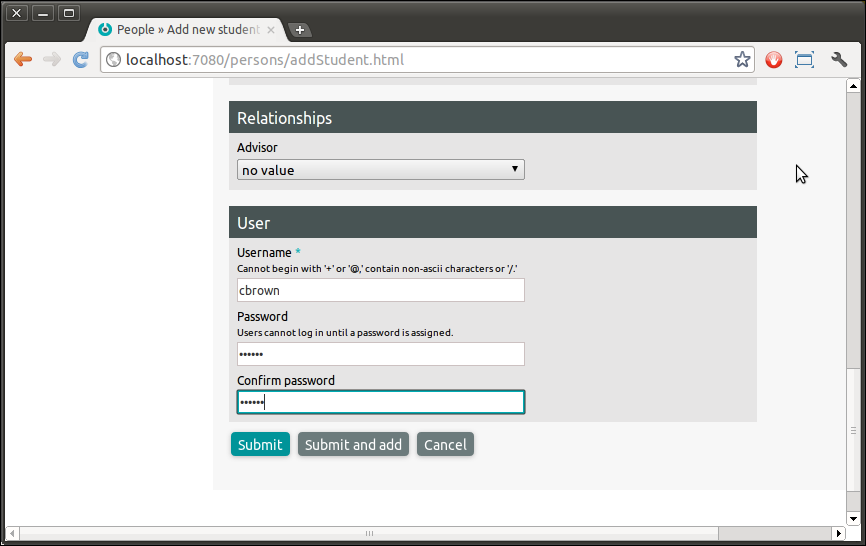 People » Add new student
localhost:7080/persons/addStudent.html
Relationships
Advisor
no value
User
Username *
Cannot begin with '+' or '@,' contain non-ascii characters or '/.'
cbrown
Password
Users cannot log in until a password is assigned.
••••••
Confirm password
••••••
Submit
Submit and add
Cancel